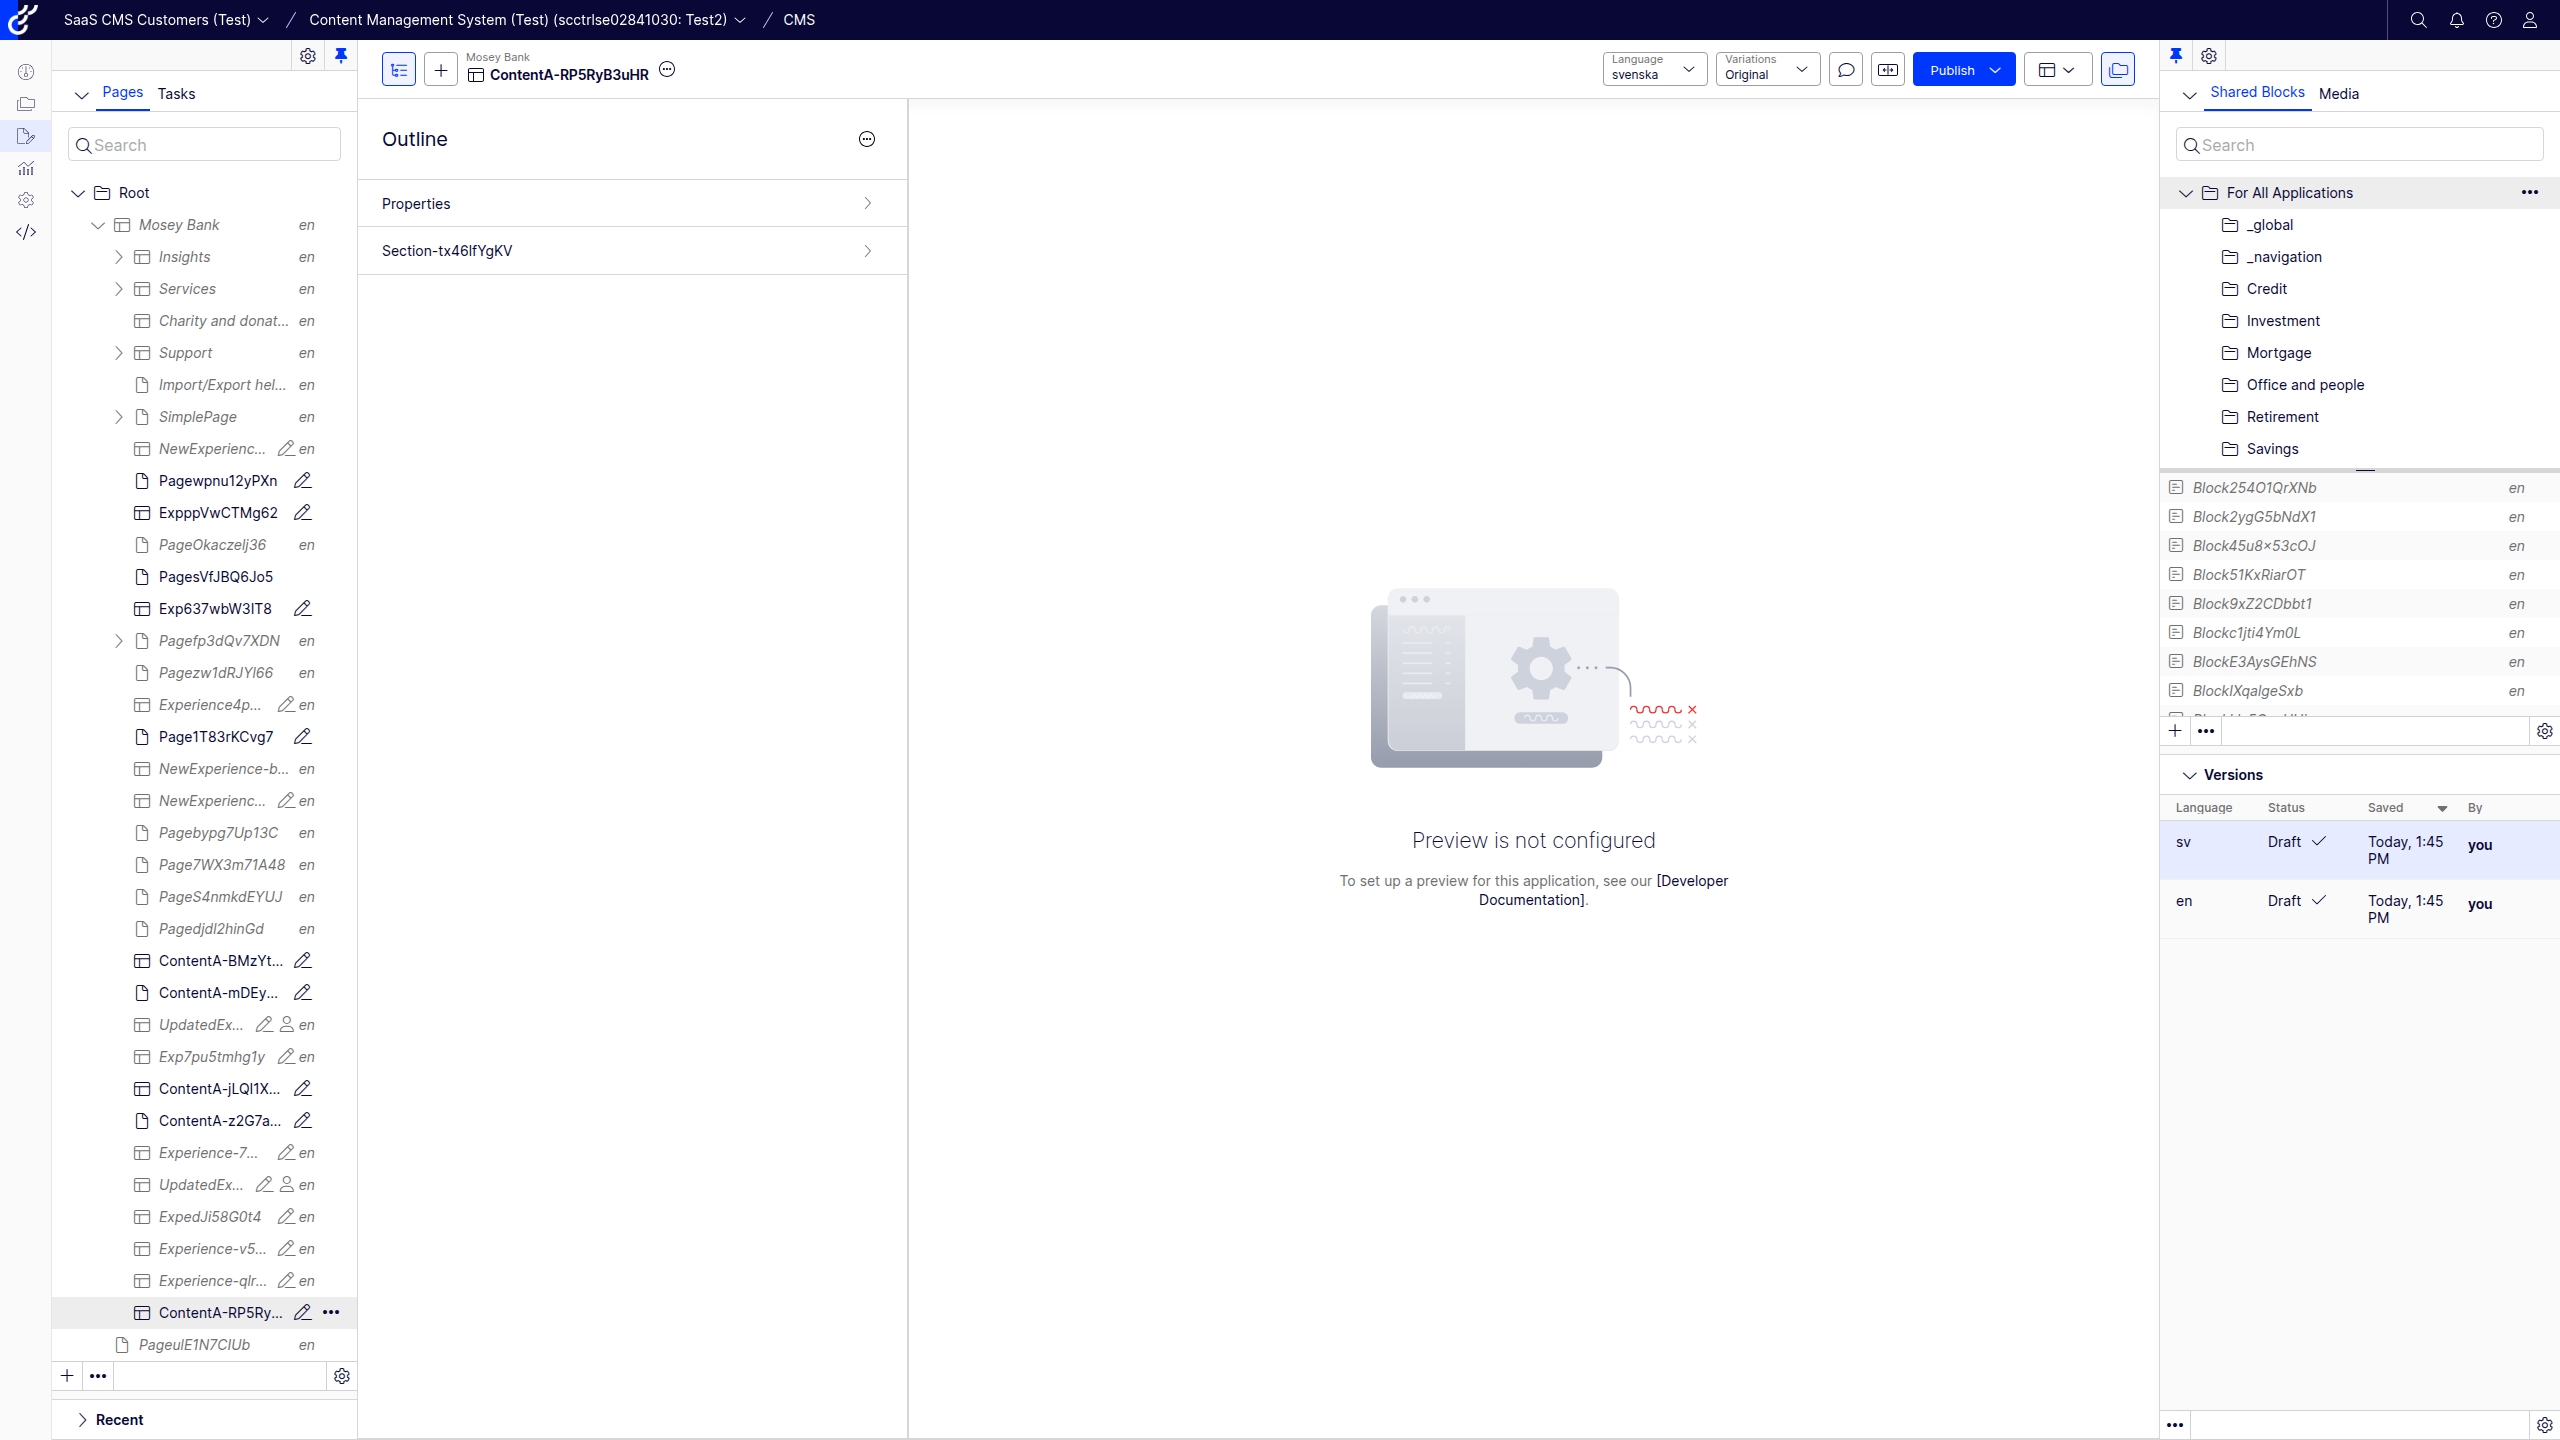 SaaS CMS Customers (Test) / Content Management System (Test) (scctrlse02841030: Test2) / CMS
Pages Tasks
Search
Root
Mosey Bank en
Insights en
Services en
Charity and donat... en
Support en
Import/Export hel... en
SimplePage en
NewExperienc... en
Pagewpnu12yPXn
ExpppVwCTMg62
PageOkaczelj36 en
PagesVfJBQ6Jo5
Exp637wbW3IT8
Pagefp3dQv7XDN en
Pagezw1dRJYl66 en
Experience4p... en
Page1T83rKCvg7
NewExperience-b... en
NewExperienc... en
Pagebypg7Up13C en
Page7WX3m71A48 en
PageS4nmkdEYUJ en
Pagedjdl2hinGd en
ContentA-BMzYt...
ContentA-mDEy...
UpdatedEx... en
Exp7pu5tmhg1y en
ContentA-jLQI1X...
ContentA-z2G7a...
Experience-7... en
UpdatedEx... en
ExpedJi58G0t4 en
Experience-v5... en
Experience-qlr... en
ContentA-RP5Ry...
PageulE1N7ClUb en
Recent
Mosey Bank
ContentA-RP5RyB3uHR
Language
svenska
Variations
Original
Publish
Outline
Properties
Section-tx46lfYgKV
Preview is not configured
To set up a preview for this application, see our [Developer
Documentation].
Shared Blocks Media
Search
For All Applications
_global
_navigation
Credit
Investment
Mortgage
Office and people
Retirement
Savings
Block254O1QrXNb en
Block2ygG5bNdX1 en
Block45u8x53cOJ en
Block51KxRiarOT en
Block9xZ2CDbbt1 en
Blockc1jti4Ym0L en
BlockE3AysGEhNS en
BlockIXqalgeSxb en
Versions
Language Status Saved By
sv Draft Today, 1:45 PM you
en Draft Today, 1:45 PM you